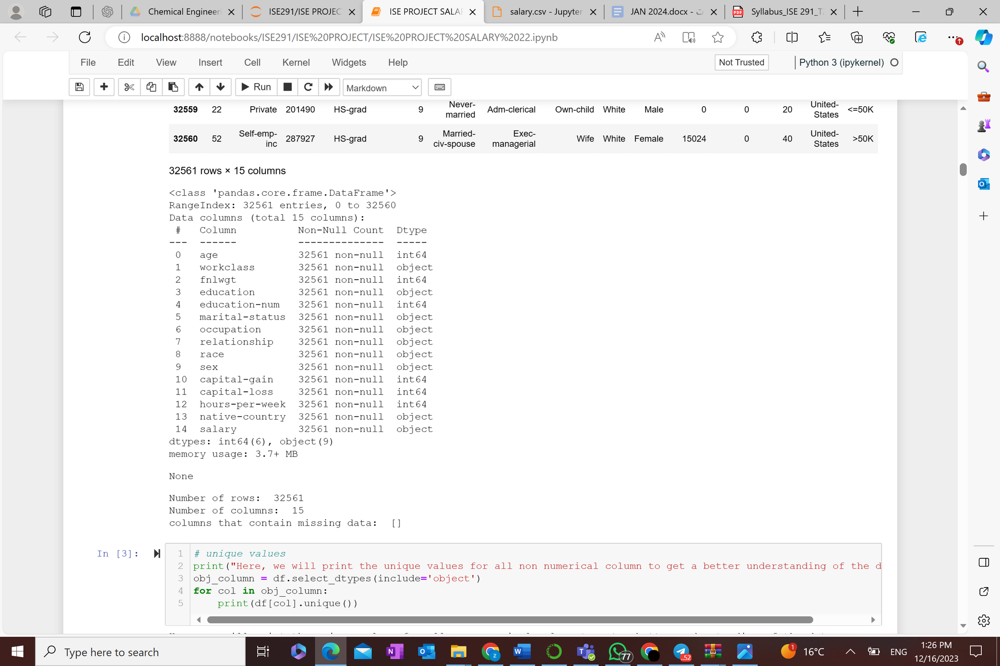 Chemical Engineeri
ISE291/ISE PROJEC
ISE PROJECT SALAR
salary.csv - Jupyter
JAN 2024.docx - ت
Syllabus_ISE 291_T
localhost:8888/notebooks/ISE291/ISE%20PROJECT/ISE%20PROJECT%20SALARY%2022.ipynb
File Edit View Insert Cell Kernel Widgets Help Not Trusted Python 3 (ipykernel)
Run Markdown
32559 22 Private 201490 HS-grad 9 Never-married Adm-clerical Own-child White Male 0 0 20 United-States <=50K
32560 52 Self-emp-inc 287927 HS-grad 9 Married-civ-spouse Exec-managerial Wife White Female 15024 0 40 United-States >50K
32561 rows × 15 columns
<class 'pandas.core.frame.DataFrame'>
RangeIndex: 32561 entries, 0 to 32560
Data columns (total 15 columns):
# Column Non-Null Count Dtype
--- ------ -------------- -----
0 age 32561 non-null int64
1 workclass 32561 non-null object
2 fnlwgt 32561 non-null int64
3 education 32561 non-null object
4 education-num 32561 non-null int64
5 marital-status 32561 non-null object
6 occupation 32561 non-null object
7 relationship 32561 non-null object
8 race 32561 non-null object
9 sex 32561 non-null object
10 capital-gain 32561 non-null int64
11 capital-loss 32561 non-null int64
12 hours-per-week 32561 non-null int64
13 native-country 32561 non-null object
14 salary 32561 non-null object
dtypes: int64(6), object(9)
memory usage: 3.7+ MB
None
Number of rows: 32561
Number of columns: 15
columns that contain missing data: []
In [3]:
1 # unique values
2 print("Here, we will print the unique values for all non numerical column to get a better understanding of the d
3 obj_column = df.select_dtypes(include='object')
4 for col in obj_column:
5 print(df[col].unique())
Type here to search
77
52
1
16°C
ENG
1:26 PM
12/16/2023